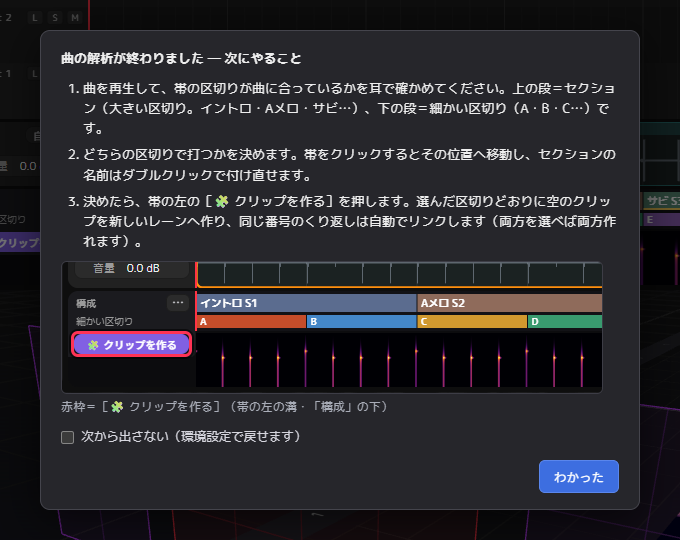 : 2 L S M
曲の解析が終わりました — 次にやること
1. 曲を再生して、帯の区切りが曲に合っているかを耳で確かめてください。上の段＝セクショ
ン（大きい区切り。イントロ・Aメロ・サビ…）、下の段＝細かい区切り（A・B・C…）で
す。
2. どちらの区切りで打つかを決めます。帯をクリックするとその位置へ移動し、セクションの
名前はダブルクリックで付け直せます。
3. 決めたら、帯の左の［🧩 クリップを作る］を押します。選んだ区切りどおりに空のクリッ
プを新しいレーンへ作り、同じ番号のくり返しは自動でリンクします（両方を選べば両方作
れます）。
: 1 L
量 0.0
区切り
クリップ
サビ S3
E
音量 0.0 dB
構成 ···
イントロ S1 Aメロ S2
細かい区切り
A B C D
🧩 クリップを作る
赤枠＝［🧩 クリップを作る］（帯の左の溝・「構成」の下）
次から出さない（環境設定で戻せます）
わかった